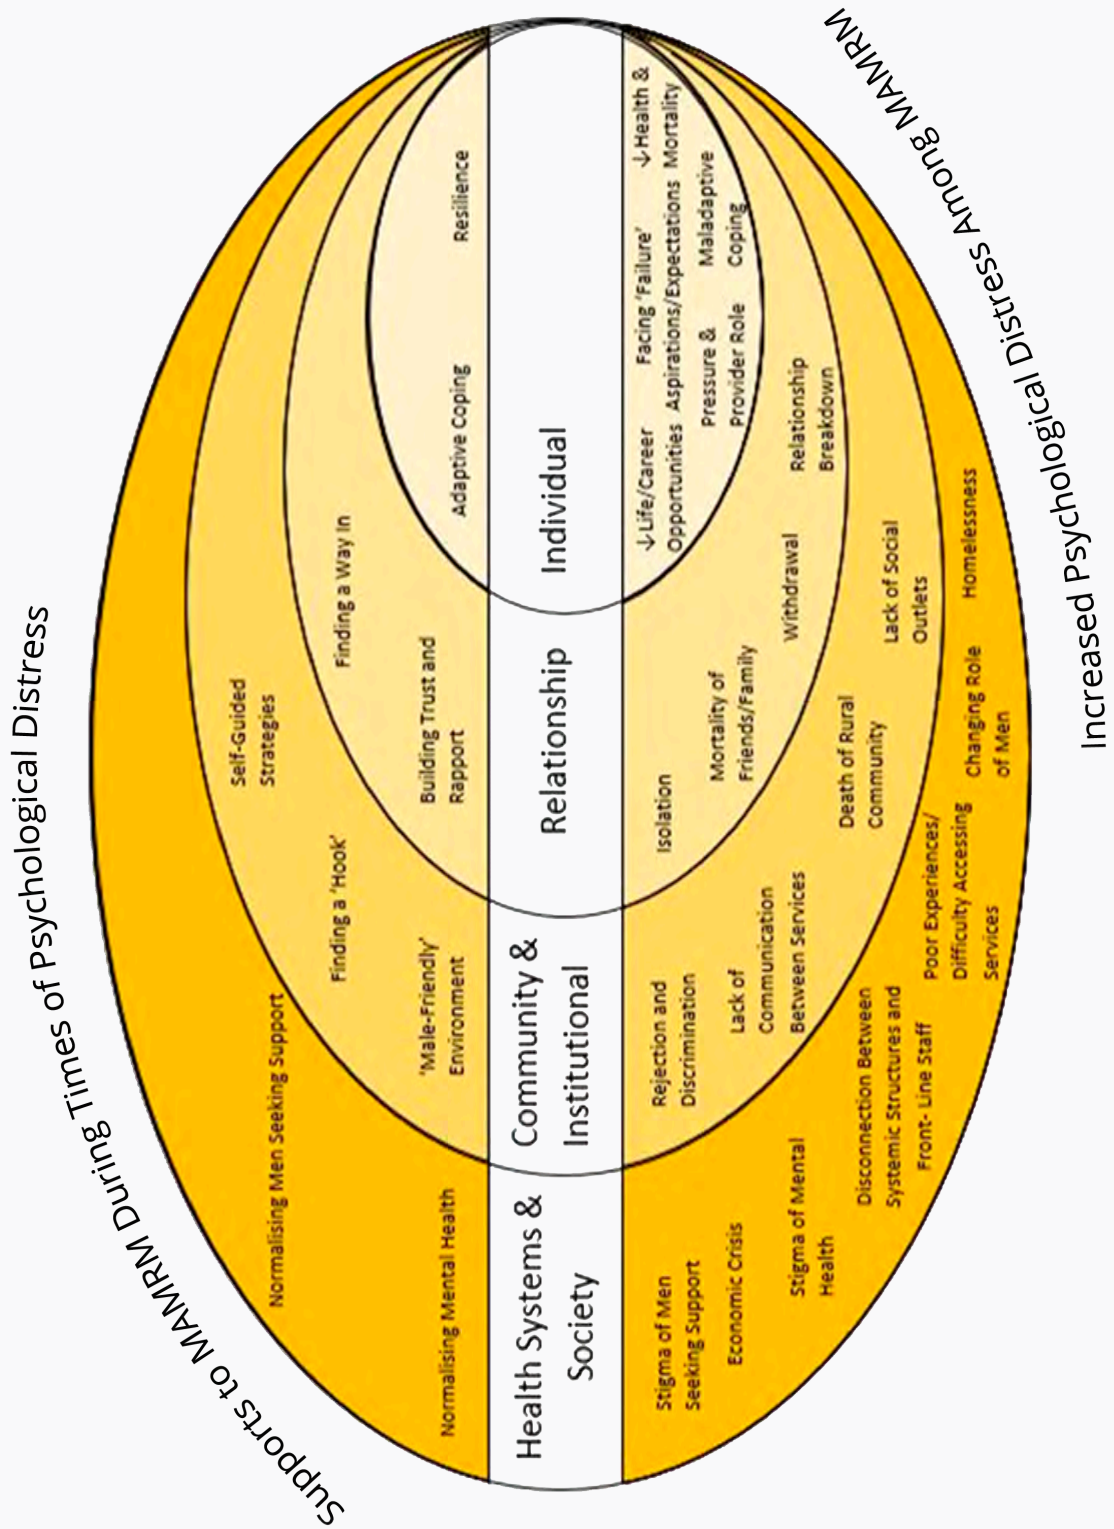 Supports to MAMRM During Times of Psychological Distress
Normalising Men Seeking Support
Normalising Mental Health
Self-Guided
Strategies
Finding a 'Hook'
'Male-Friendly'
Environment
Finding a Way In
Building Trust and
Rapport
Adaptive Coping
Resilience
Health Systems &
Society
Community &
Institutional
Relationship
Individual
↓Life/Career
Opportunities
Facing 'Failure'
Aspirations/Expectations
↓Health &
Mortality
Pressure &
Provider Role
Maladaptive
Coping
Isolation
Mortality of
Friends/Family
Withdrawal
Relationship
Breakdown
Rejection and
Discrimination
Lack of
Communication
Between Services
Death of Rural
Community
Lack of Social
Outlets
Stigma of Men
Seeking Support
Economic Crisis
Stigma of Mental
Health
Disconnection Between
Systemic Structures and
Front- Line Staff
Poor Experiences/
Difficulty Accessing
Services
Changing Role
of Men
Homelessness
Increased Psychological Distress Among MAMRM